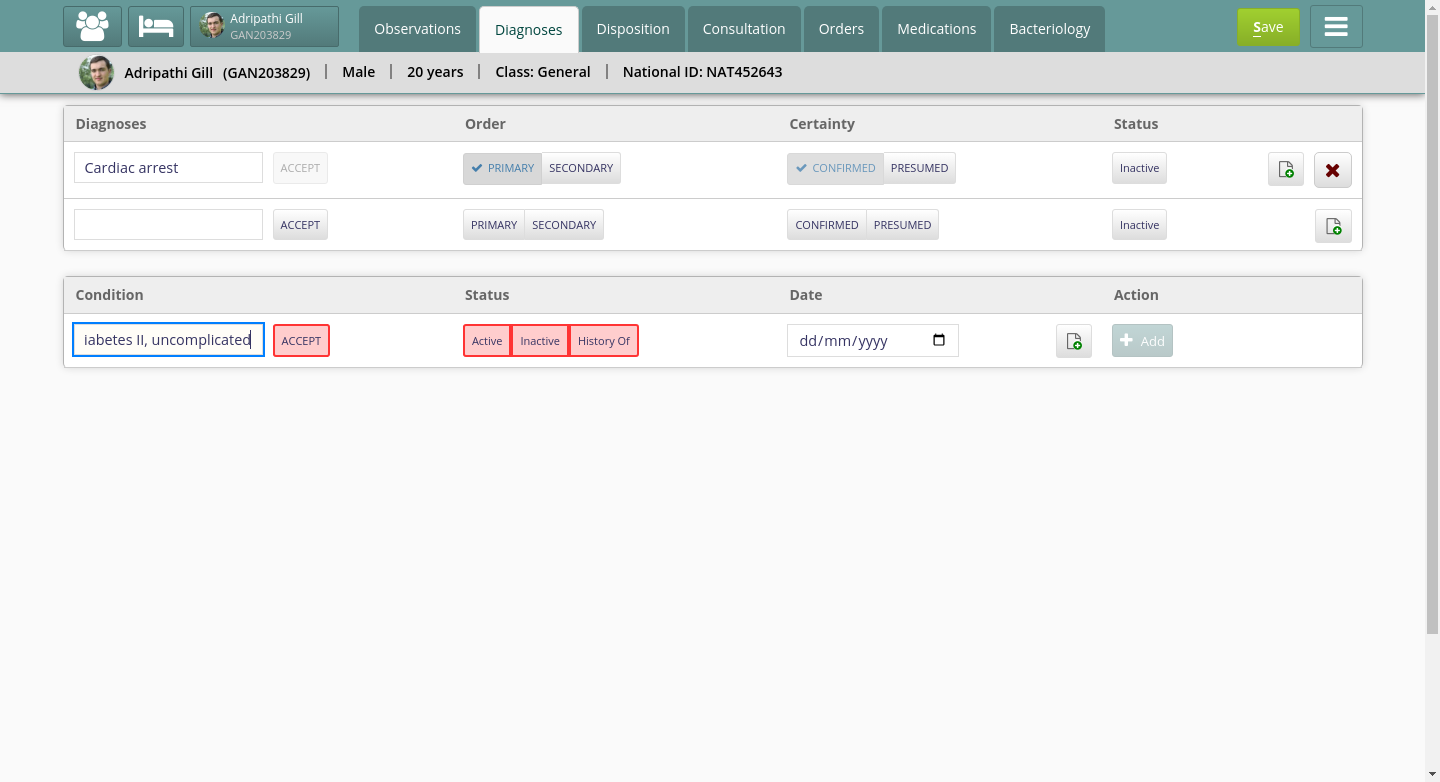 Adripathi Gill
GAN203829
Observations
Diagnoses
Disposition
Consultation
Orders
Medications
Bacteriology
Save
Adripathi Gill (GAN203829) | Male | 20 years | Class: General | National ID: NAT452643
Diagnoses Order Certainty Status
Cardiac arrest ACCEPT PRIMARY SECONDARY CONFIRMED PRESUMED Inactive
ACCEPT PRIMARY SECONDARY CONFIRMED PRESUMED Inactive
Condition Status Date Action
iabetes II, uncomplicated ACCEPT Active Inactive History Of dd/mm/yyyy Add